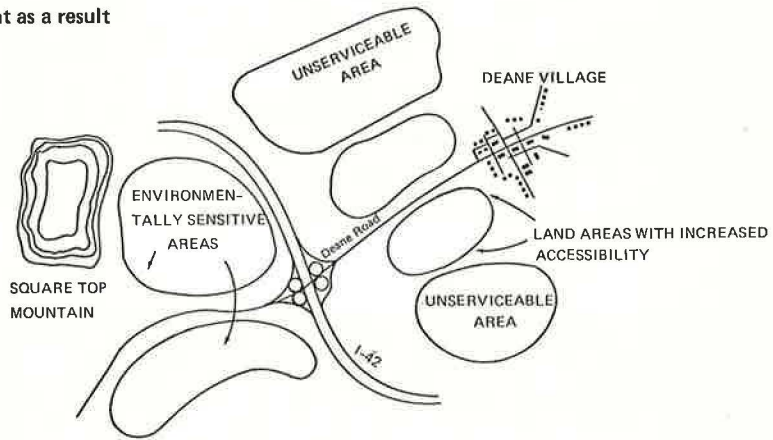 t as a result
UNSERVICEABLE
AREA
DEANE VILLAGE
ENVIRONMEN-
TALLY SENSITIVE
AREAS
Deane Road
LAND AREAS WITH INCREASED
ACCESSIBILITY
SQUARE TOP
MOUNTAIN
UNSERVICEABLE
AREA
I-42